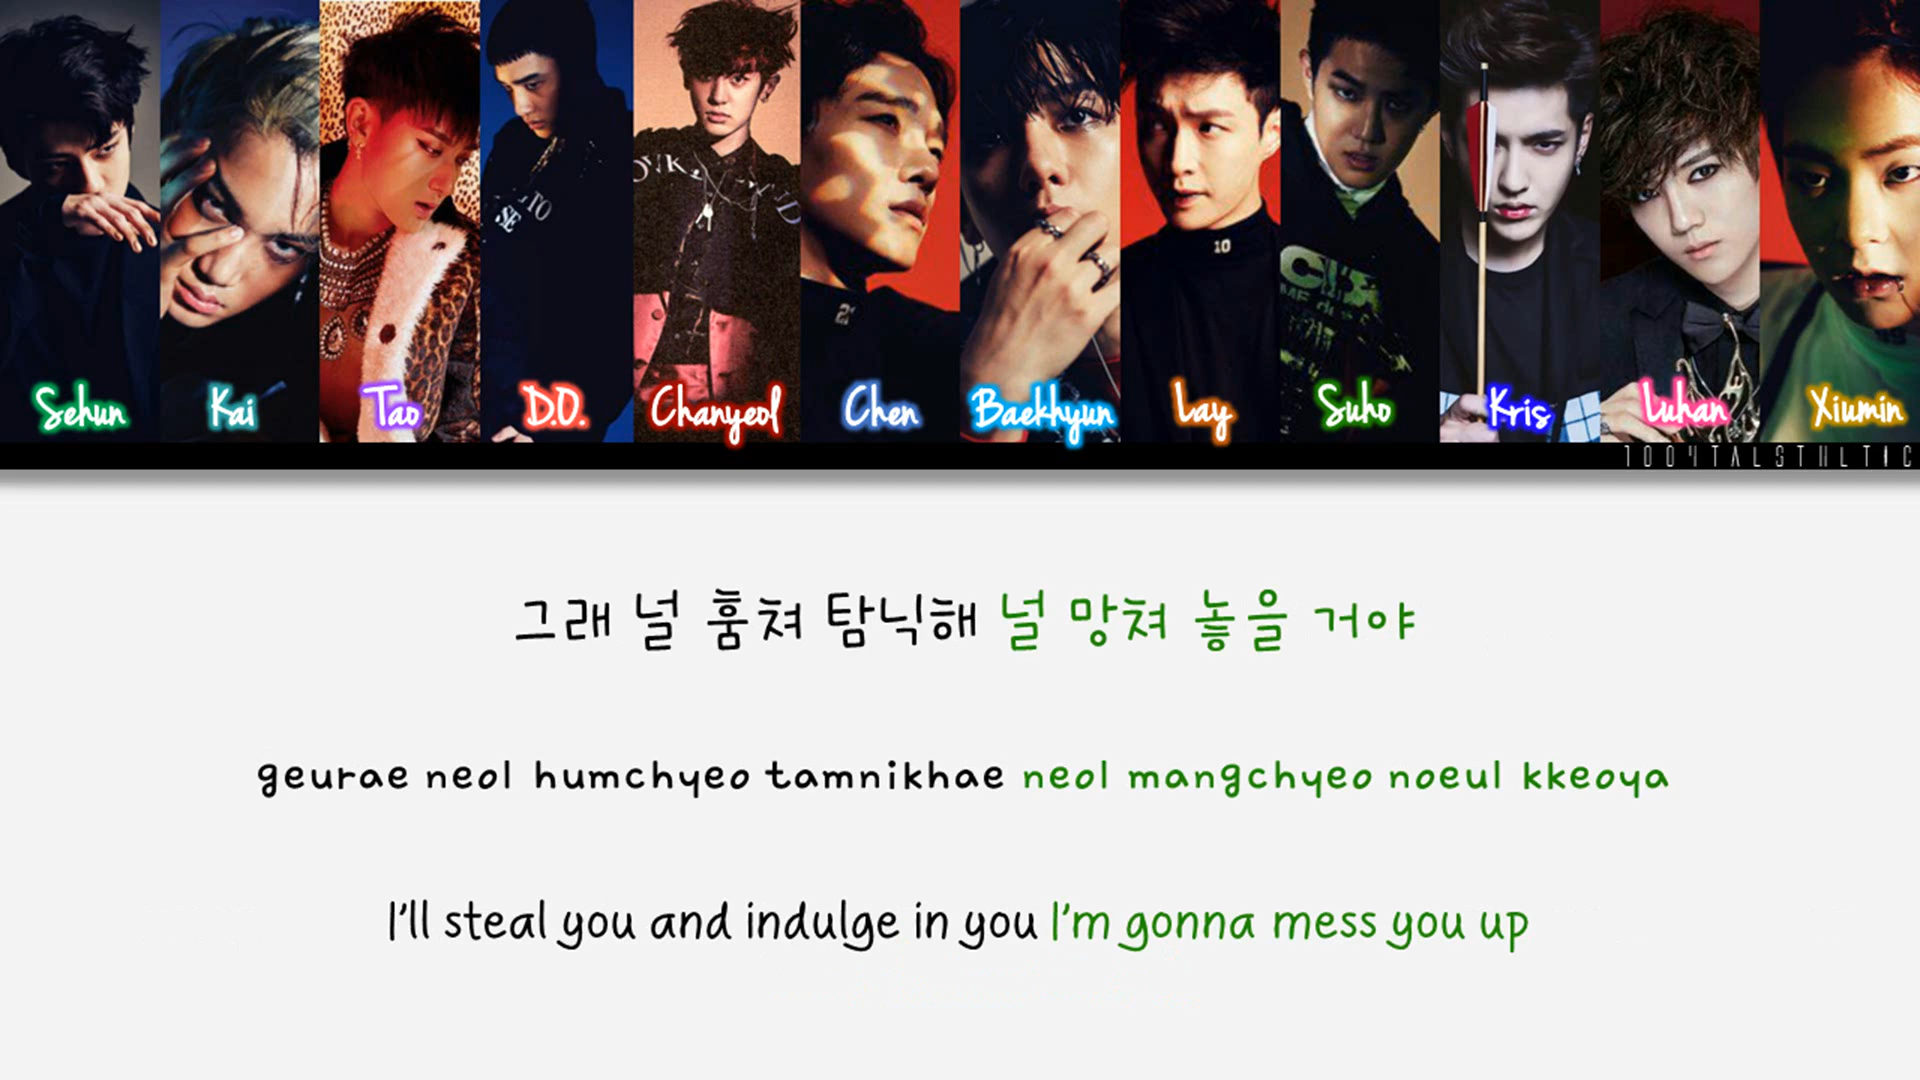 Sehun Kai Tao D.O. Chanyeol Chen Baekhyun Lay Suho Kris Luhan Xiumin
그래 널 훔쳐 탐닉해 널 망쳐 놓을 거야
geurae neol humchyeo tamnikhae neol mangchyeo noeul kkeoya
I'll steal you and indulge in you I'm gonna mess you up